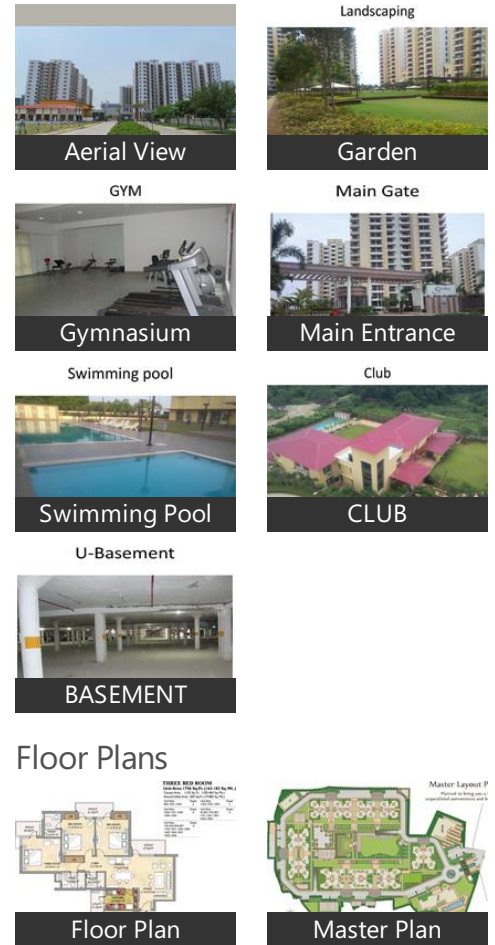 Landscaping
Aerial View
Garden
GYM
Main Gate
Gymnasium
Main Entrance
Swimming pool
Club
Swimming Pool
CLUB
U-Basement
BASEMENT
Floor Plans
THREE BED ROOM
Master Layout P
Floor Plan
Master Plan